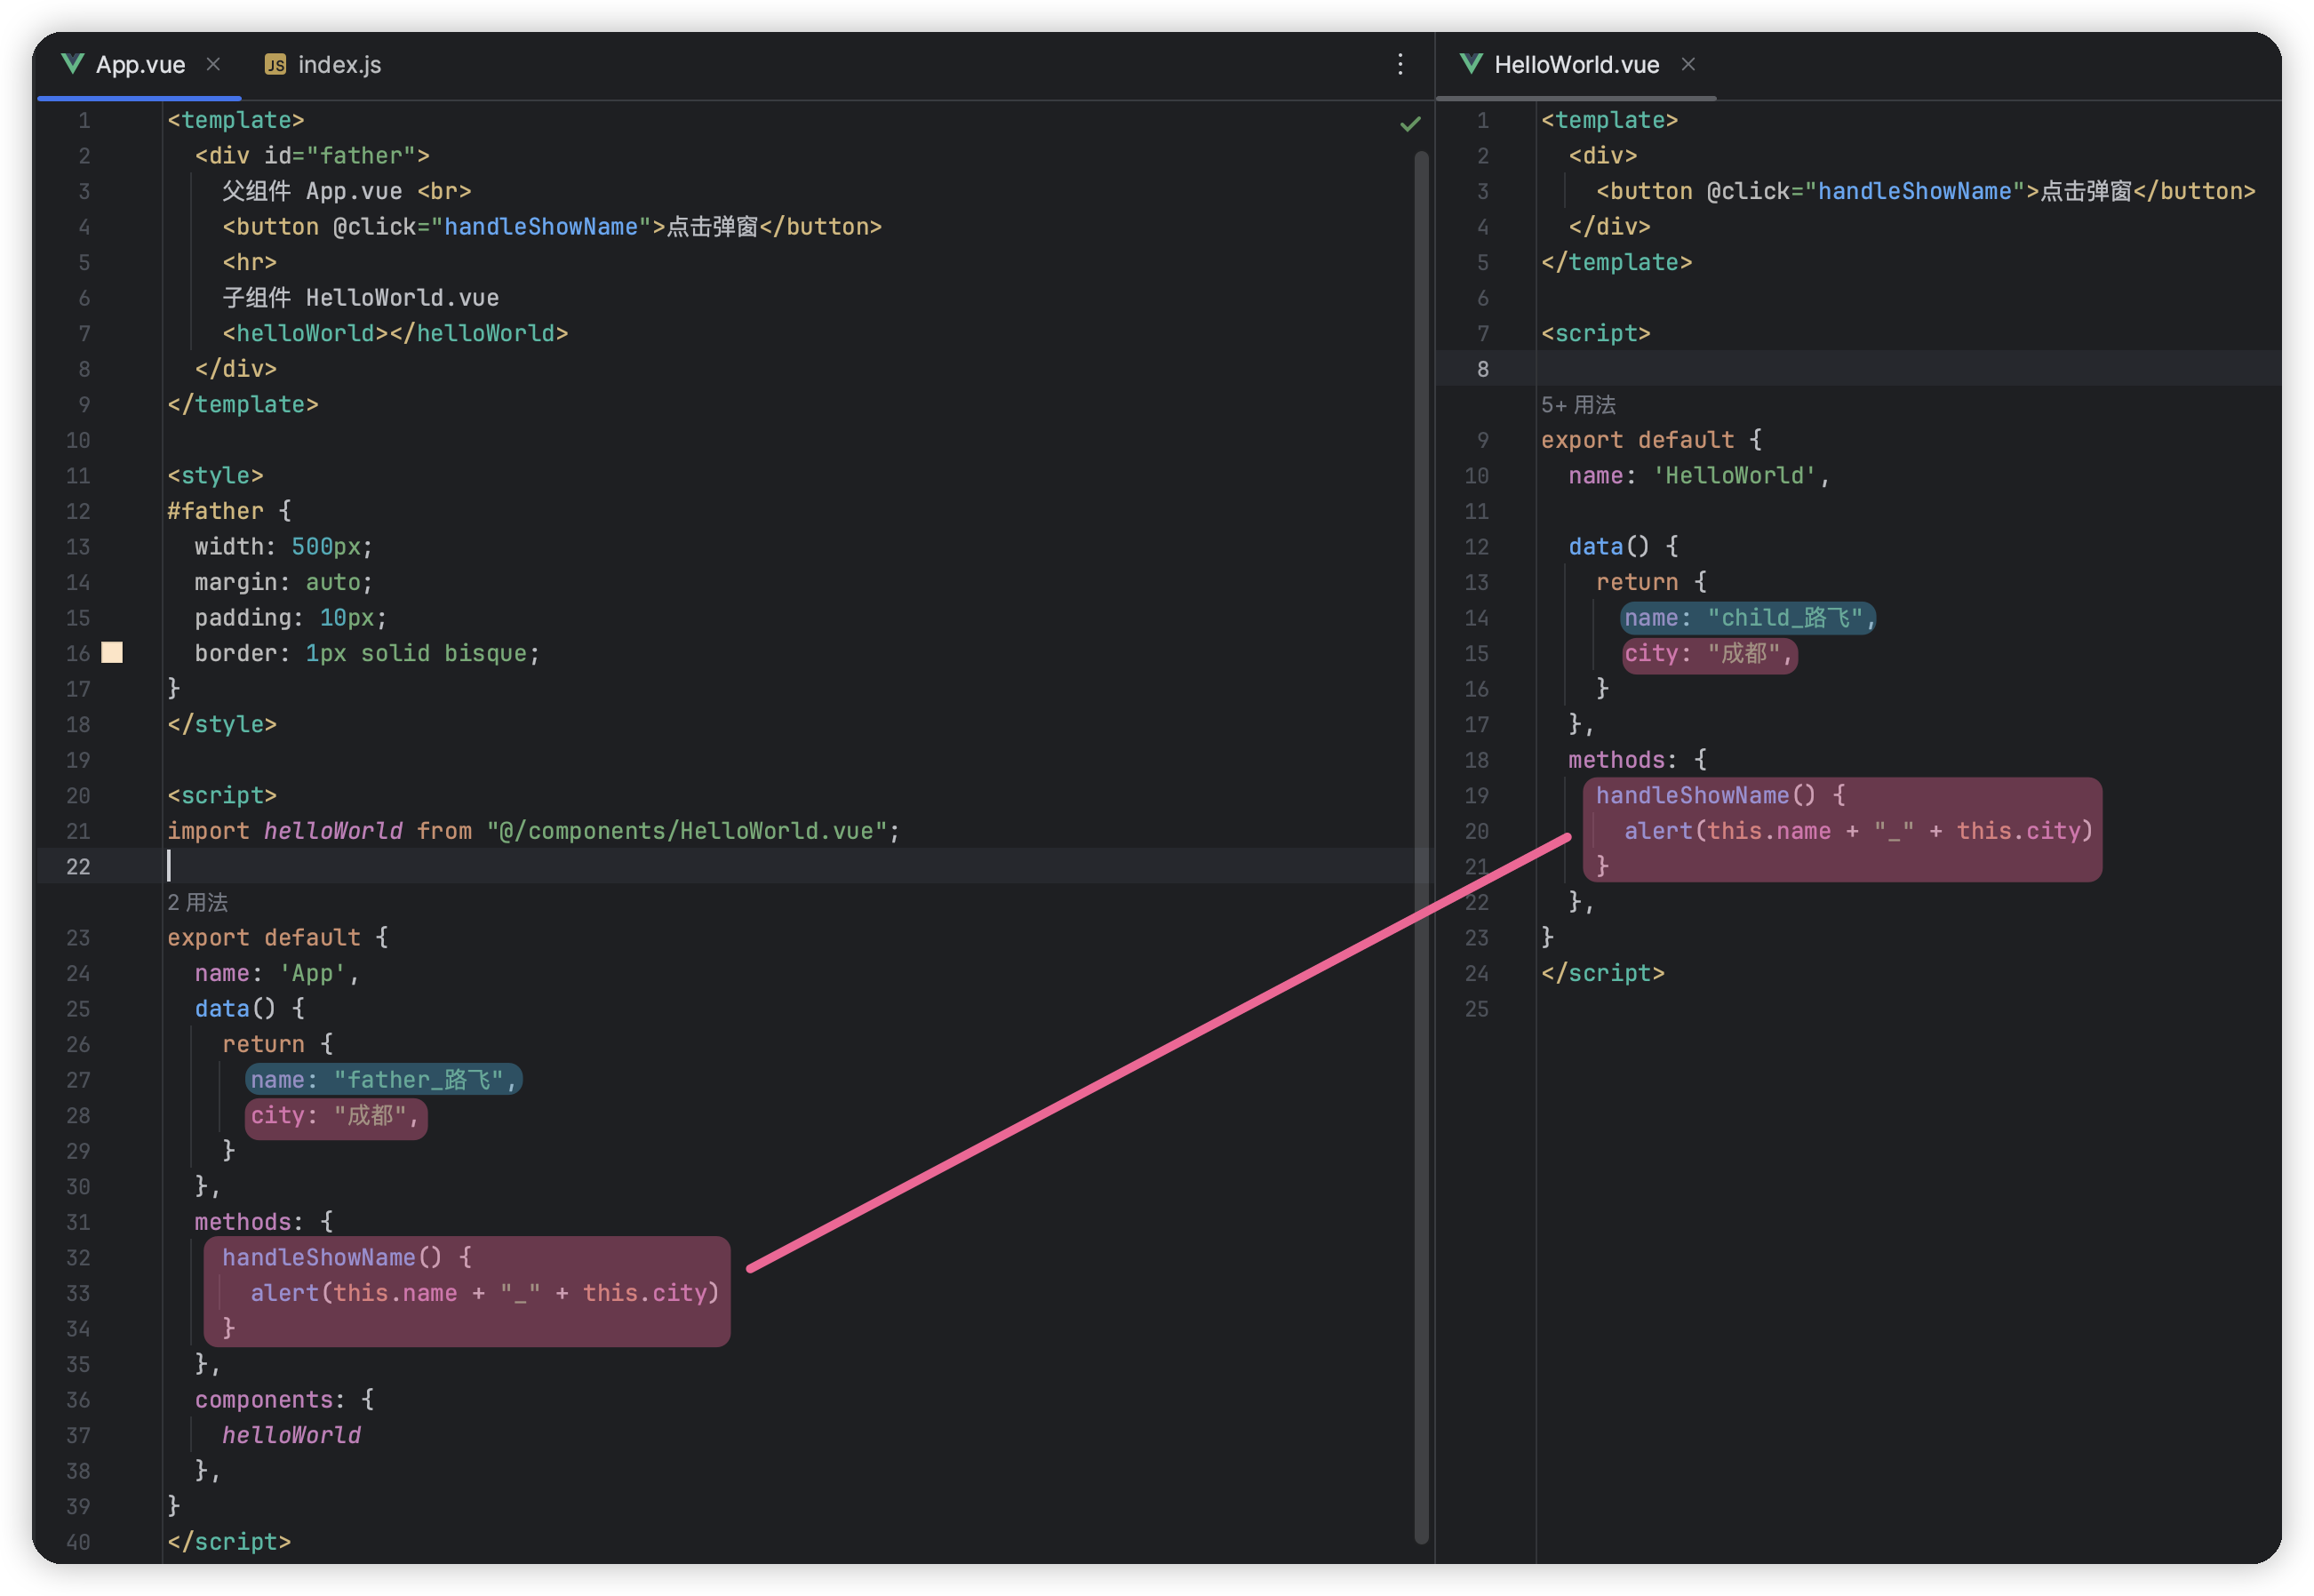 App.vue
index.js
1 <template>
2 <div id="father">
3 父组件 App.vue <br>
4 <button @click="handleShowName">点击弹窗</button>
5 <hr>
6 子组件 HelloWorld.vue
7 <helloWorld></helloWorld>
8 </div>
9 </template>
10
11 <style>
12 #father {
13 width: 500px;
14 margin: auto;
15 padding: 10px;
16 border: 1px solid bisque;
17 }
18 </style>
19
20 <script>
21 import helloWorld from "@/components/HelloWorld.vue";
22
2 用法
23 export default {
24 name: 'App',
25 data() {
26 return {
27 name: "father_路飞",
28 city: "成都",
29 }
30 },
31 methods: {
32 handleShowName() {
33 alert(this.name + "_" + this.city)
34 }
35 },
36 components: {
37 helloWorld
38 },
39 }
40 </script>
HelloWorld.vue
1 <template>
2 <div>
3 <button @click="handleShowName">点击弹窗</button>
4 </div>
5 </template>
6
7 <script>
8
5+ 用法
9 export default {
10 name: 'HelloWorld',
11
12 data() {
13 return {
14 name: "child_路飞",
15 city: "成都",
16 }
17 },
18 methods: {
19 handleShowName() {
20 alert(this.name + "_" + this.city)
21 }
22 },
23 }
24 </script>
25